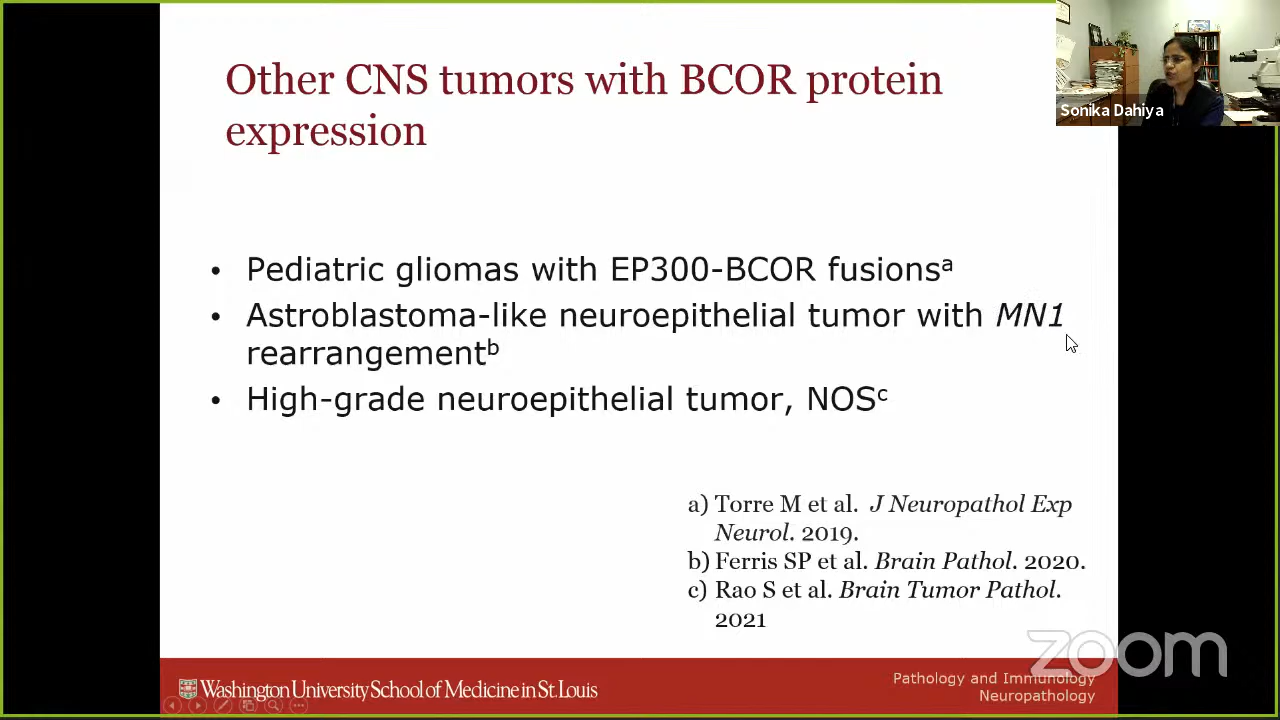 Other CNS tumors with BCOR protein
expression
Sonika Dahiya
• Pediatric gliomas with EP300-BCOR fusionsᵃ
• Astroblastoma-like neuroepithelial tumor with MN1
rearrangementᵇ
• High-grade neuroepithelial tumor, NOSᶜ
a) Torre M et al. J Neuropathol Exp
Neurol. 2019.
b) Ferris SP et al. Brain Pathol. 2020.
c) Rao S et al. Brain Tumor Pathol.
2021
zoom
Washington University School of Medicine in St. Louis
Pathology and Immunology
Neuropathology